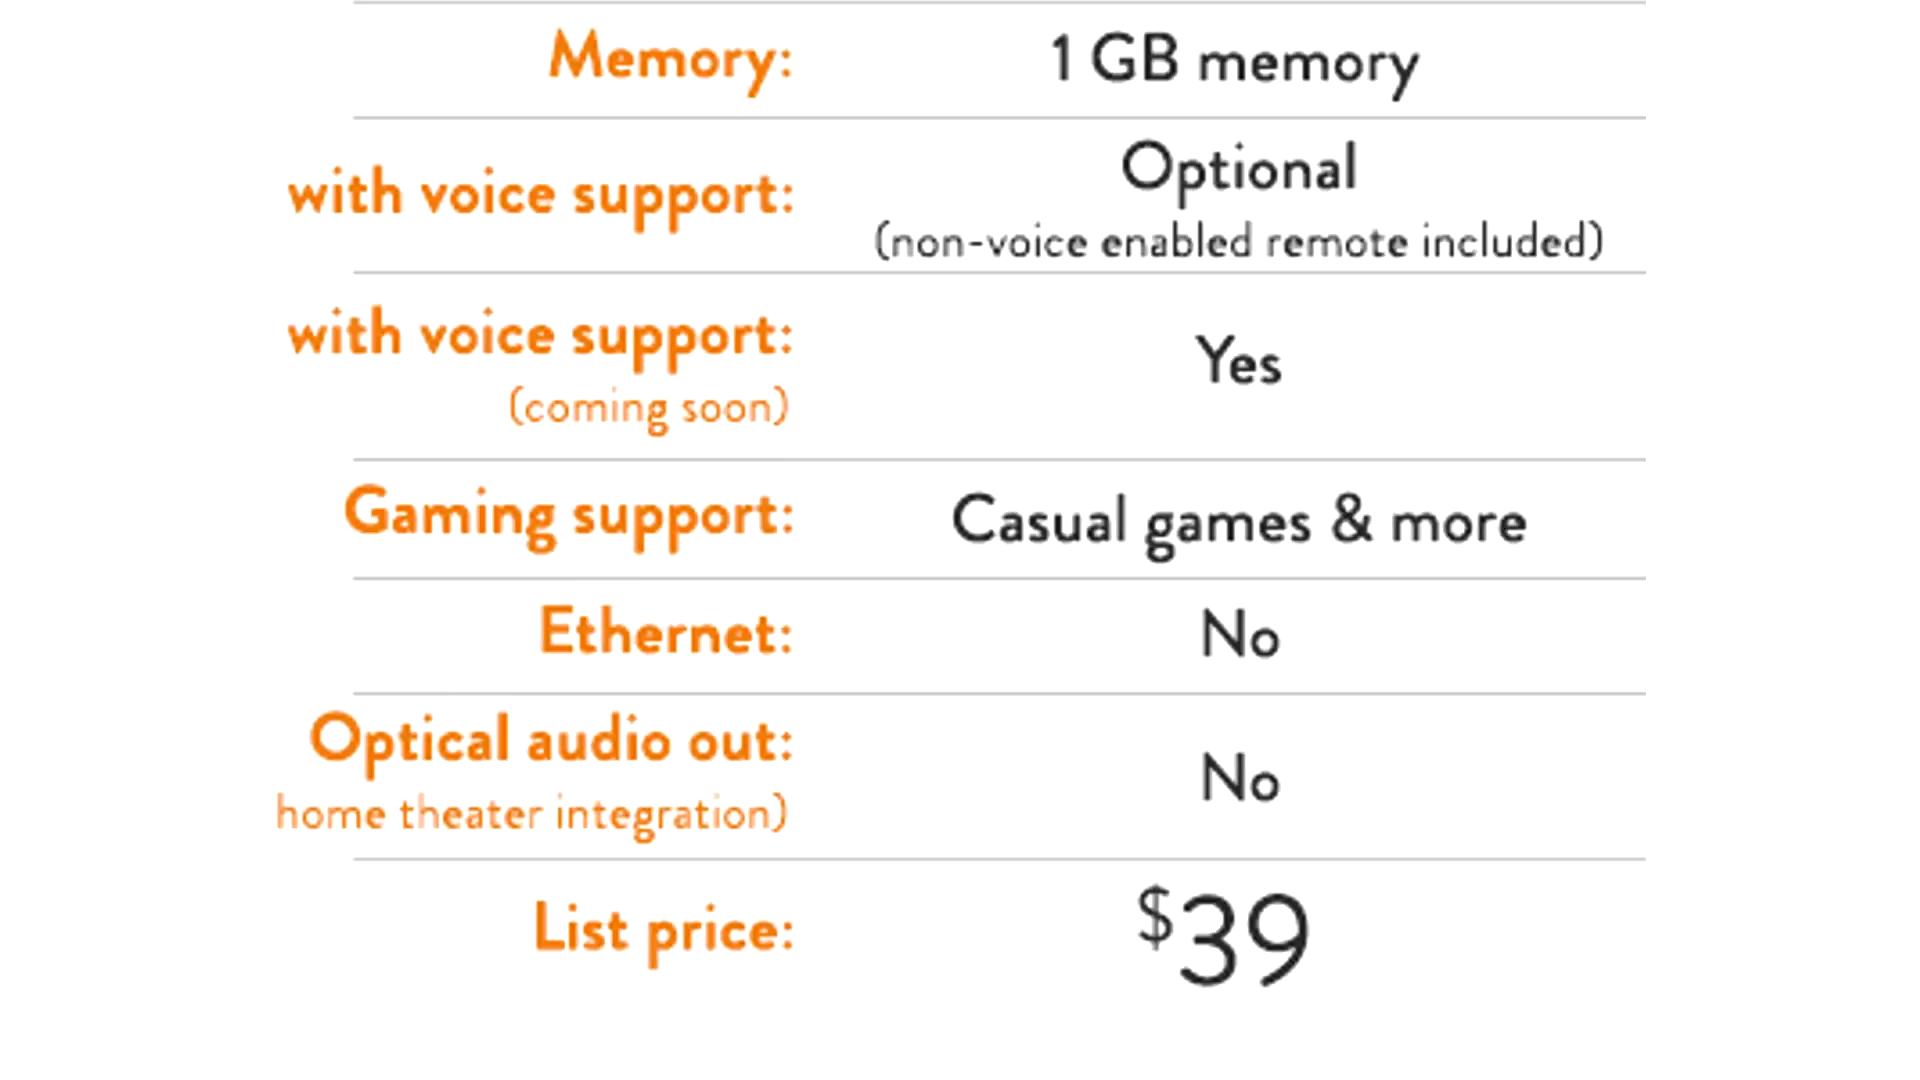 Memory: 1 GB memory
with voice support: Optional
(non-voice enabled remote included)
with voice support: Yes
(coming soon)
Gaming support: Casual games & more
Ethernet: No
Optical audio out: No
home theater integration)
List price: $39